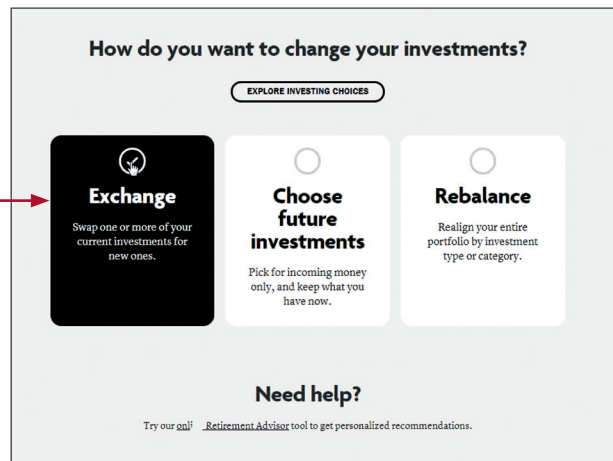 How do you want to change your investments?
EXPLORE INVESTING CHOICES
Exchange
Swap one or more of your
current investments for
new ones.
Choose
future
investments
Pick for incoming money
only, and keep what you
have now.
Rebalance
Realign your entire
portfolio by investment
type or category.
Need help?
Try our Retirement Advisor tool to get personalized recommendations.